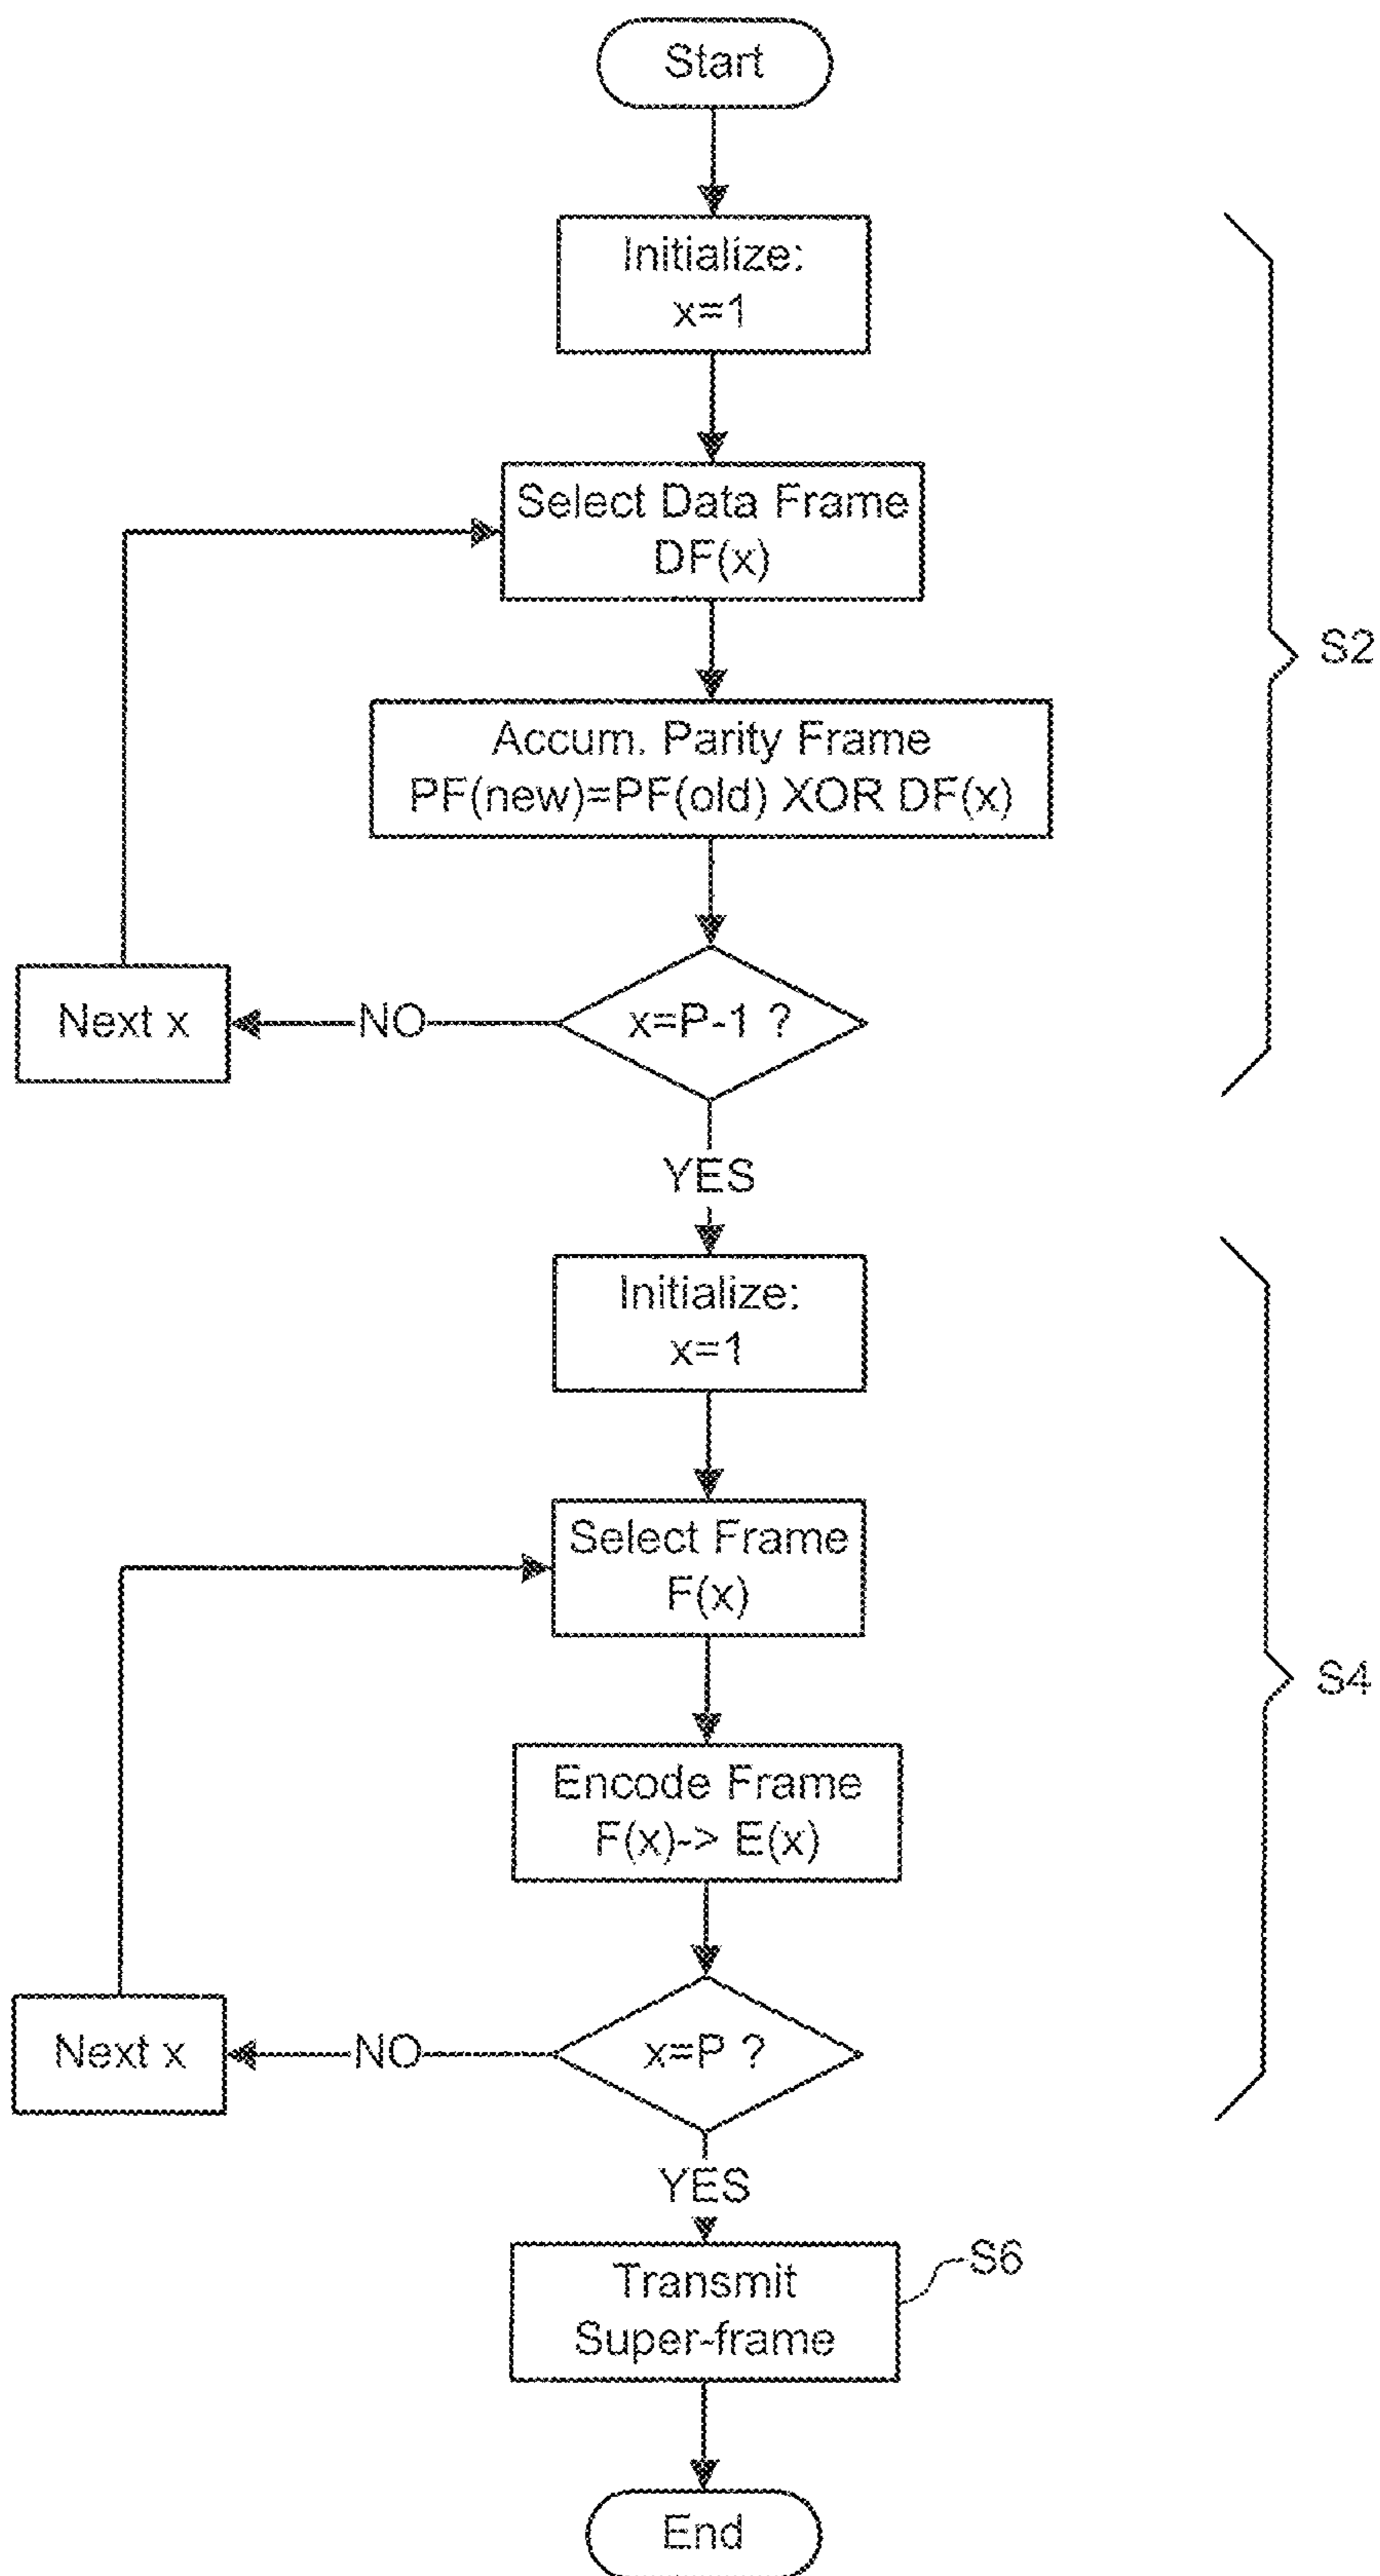 Start
Initialize:
x=1
Select Data Frame
DF(x)
S2
Accum. Parity Frame
PF(new)=PF(old) XOR DF(x)
Next x
NO
x=P-1 ?
YES
Initialize:
x=1
Select Frame
F(x)
S4
Encode Frame
F(x)-> E(x)
Next x
NO
x=P ?
YES
S6
Transmit
Super-frame
End